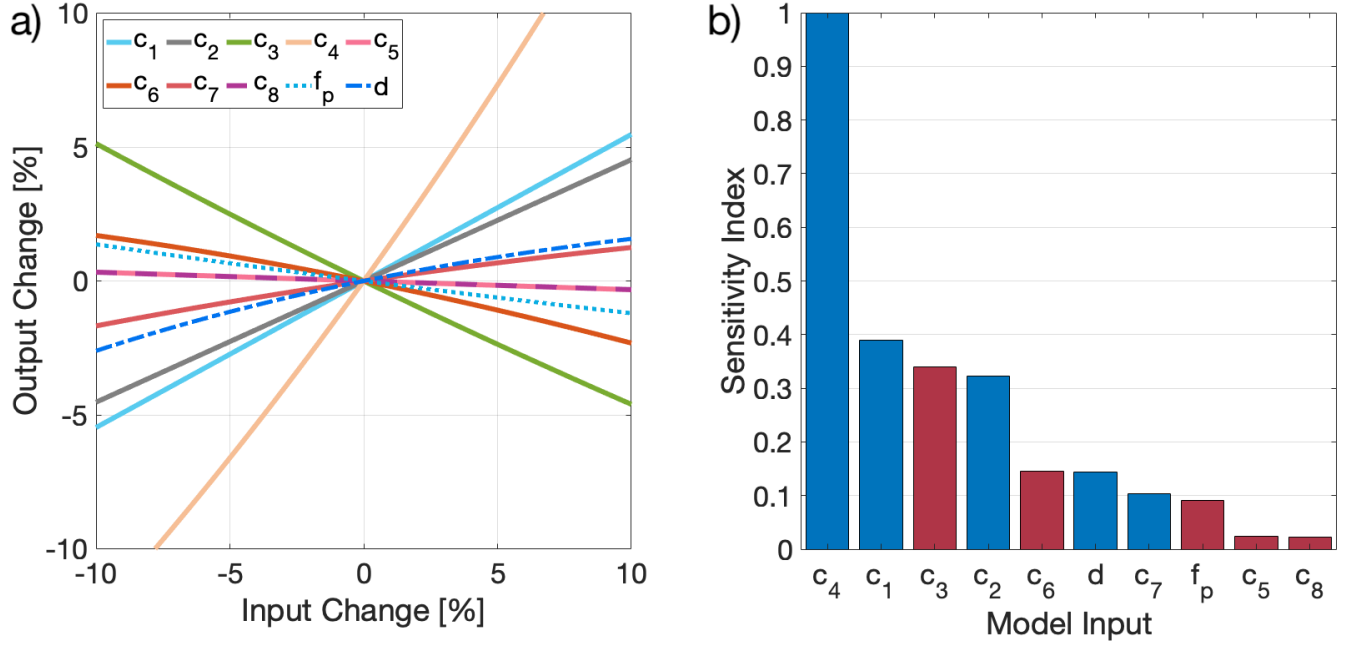 a)
10
5
0
-5
-10
-10 -5 0 5 10
Output Change [%]
Input Change [%]
c1 c2 c3 c4 c5
c6 c7 c8 fp d
b)
1
0.9
0.8
0.7
0.6
0.5
0.4
0.3
0.2
0.1
0
Sensitivity Index
c4 c1 c3 c2 c6 d c7 fp c5 c8
Model Input